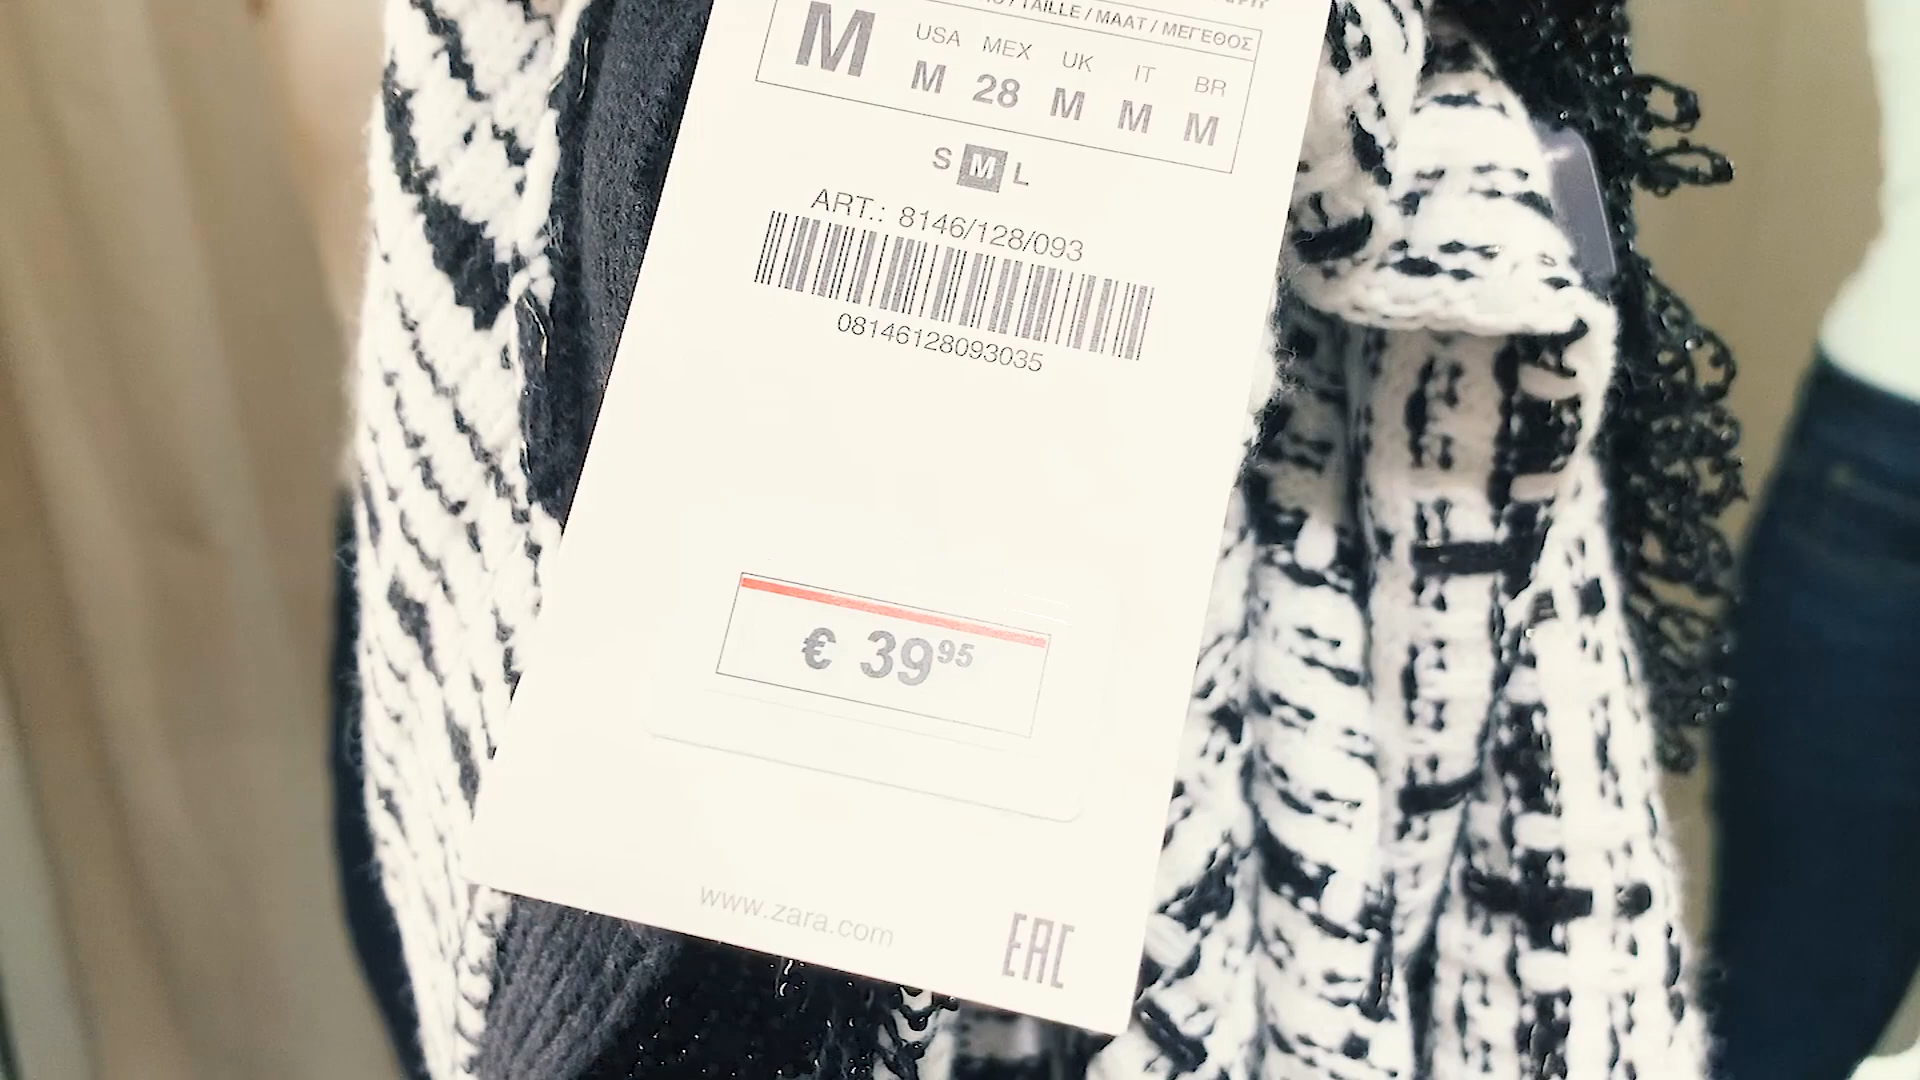 / TAILLE / MAAT / ΜΕΓΕΘΟΣ
M USA MEX UK IT BR
M 28 M M M
S M L
ART.: 8146/128/093
08146128093035
€ 39 95
www.zara.com
EAC